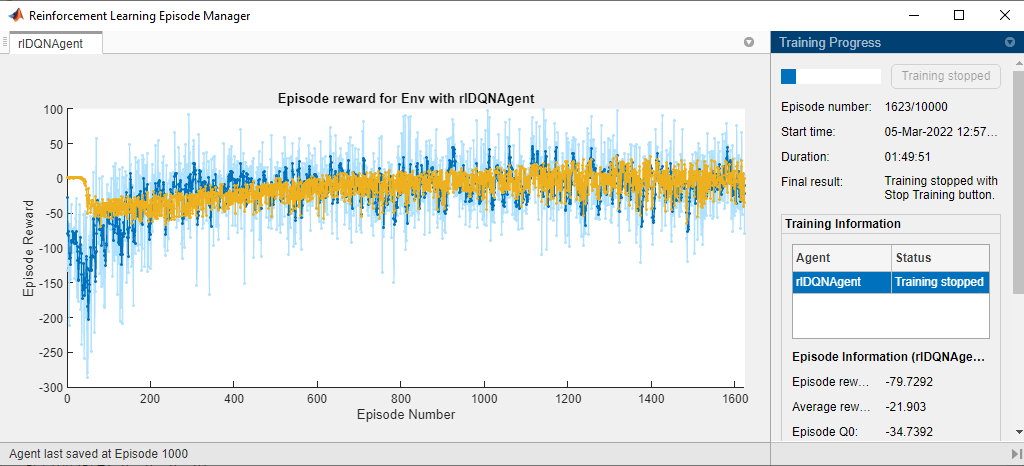 Reinforcement Learning Episode Manager
rlDQNAgent
Episode reward for Env with rlDQNAgent
Episode Reward
100
50
0
-50
-100
-150
-200
-250
-300
0
200
400
600
800
1000
1200
1400
1600
Episode Number
Agent last saved at Episode 1000
Training Progress
Training stopped
Episode number: 1623/10000
Start time: 05-Mar-2022 12:57...
Duration: 01:49:51
Final result: Training stopped with
Stop Training button.
Training Information
Agent Status
rlDQNAgent Training stopped
Episode Information (rlDQNAge...
Episode rew... -79.7292
Average rew... -21.903
Episode Q0: -34.7392